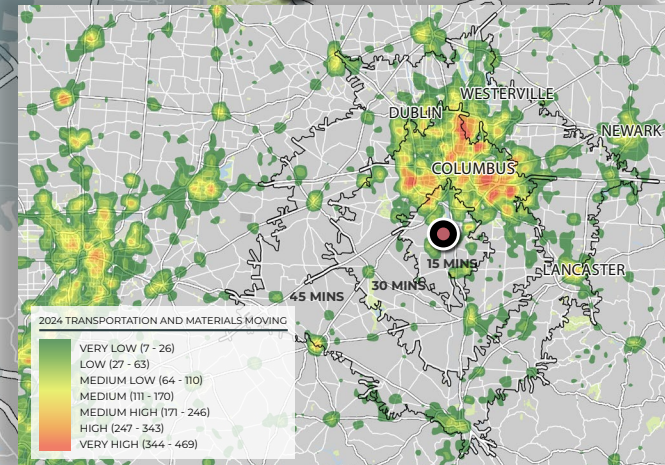 WESTERVILLE
DUBLIN
NEWARK
COLUMBUS
15 MINS
LANCASTER
30 MINS
45 MINS
2024 TRANSPORTATION AND MATERIALS MOVING
VERY LOW (7 - 26)
LOW (27 - 63)
MEDIUM LOW (64 - 110)
MEDIUM (111 - 170)
MEDIUM HIGH (171 - 246)
HIGH (247 - 343)
VERY HIGH (344 - 469)